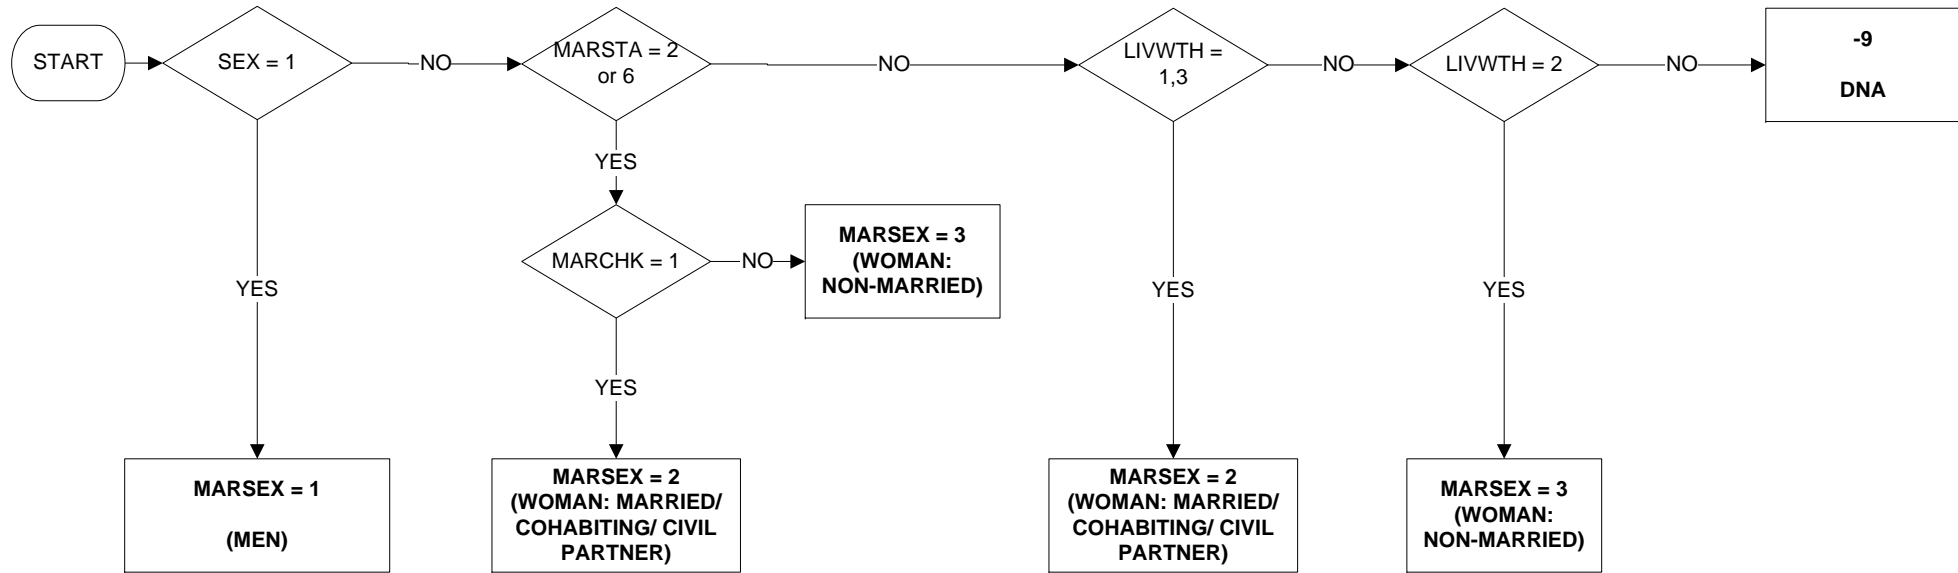 START
SEX = 1
NO
MARSTA = 2
or 6
NO
LIVWTH =
1,3
NO
LIVWTH = 2
NO
-9
DNA
YES
MARCHK = 1
NO
MARSEX = 3
(WOMAN:
NON-MARRIED)
YES
YES
YES
YES
MARSEX = 1
(MEN)
MARSEX = 2
(WOMAN: MARRIED/
COHABITING/ CIVIL
PARTNER)
MARSEX = 2
(WOMAN: MARRIED/
COHABITING/ CIVIL
PARTNER)
MARSEX = 3
(WOMAN:
NON-MARRIED)